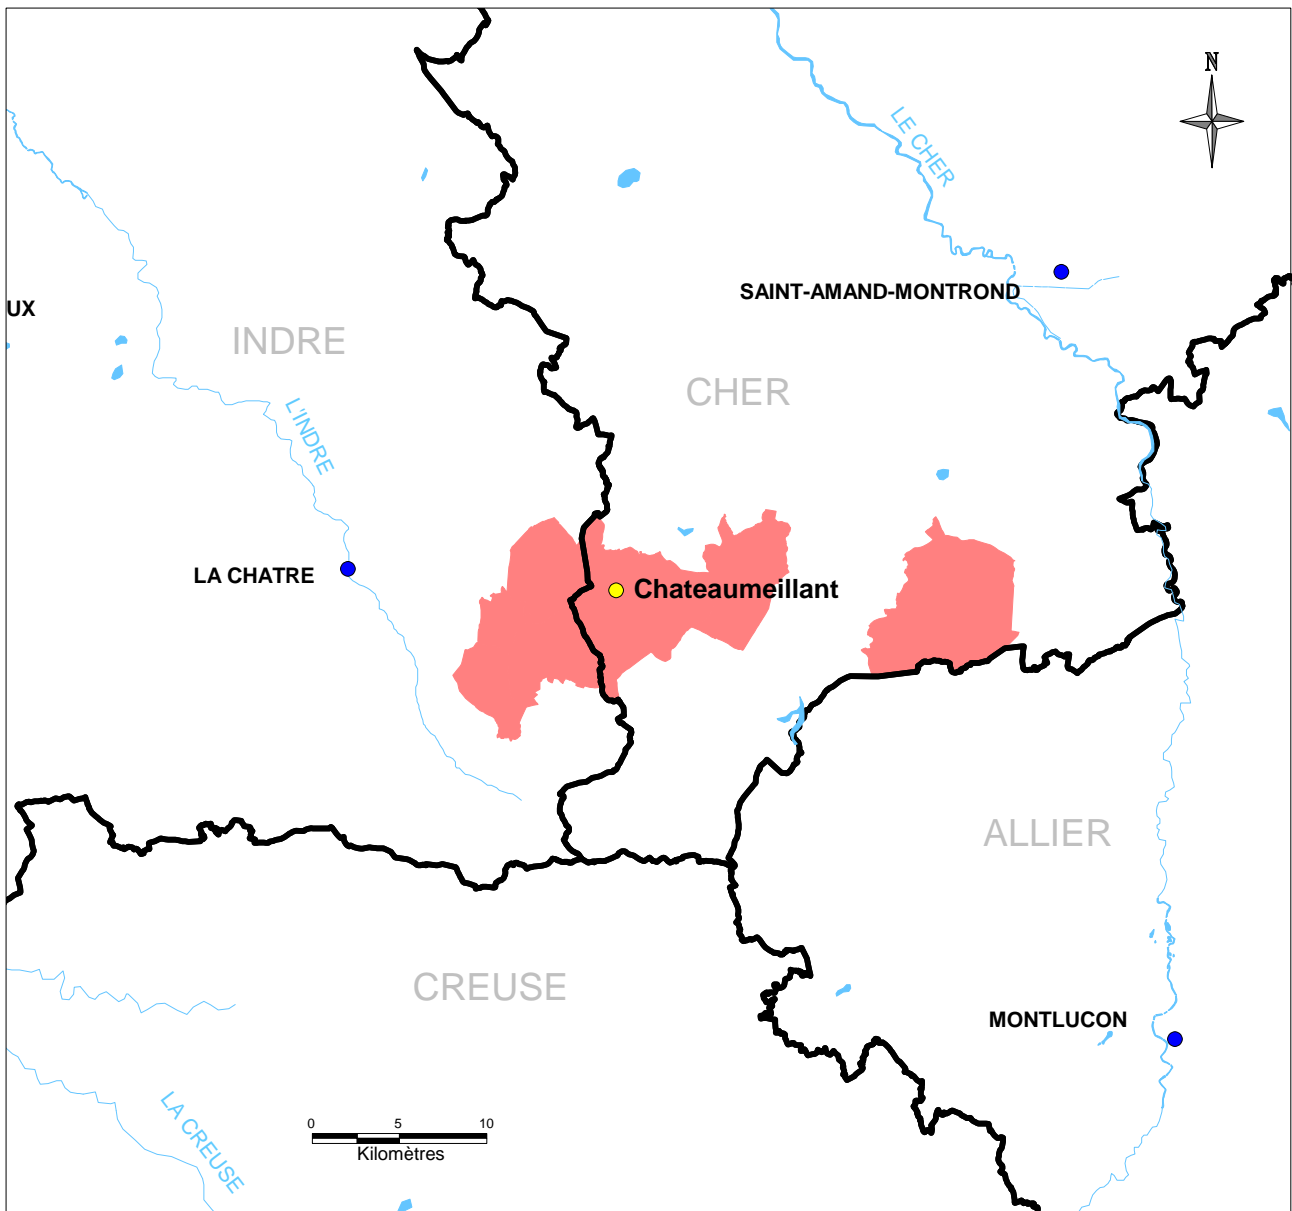 N
LE CHER
SAINT-AMAND-MONTROND
UX
INDRE
CHER
L'INDRE
LA CHATRE
Chateaumeillant
ALLIER
CREUSE
MONTLUCON
LA CREUSE
0 5 10
Kilomètres